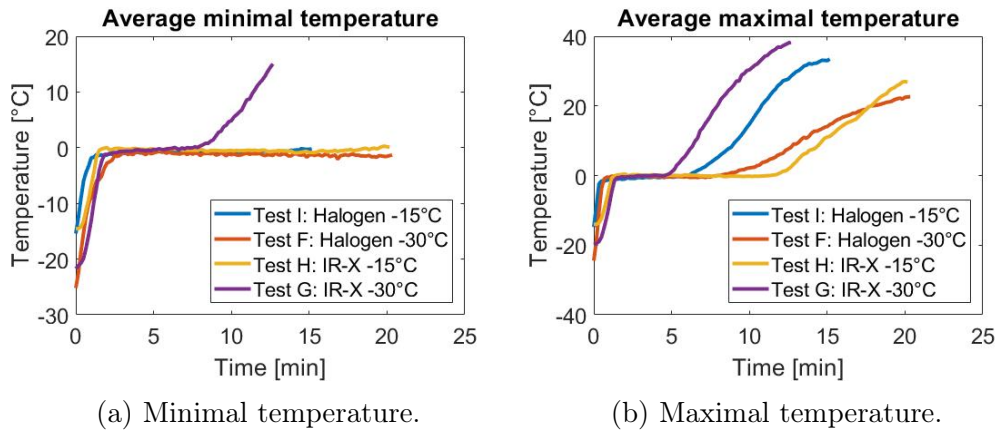 Average minimal temperature
Temperature [°C]
20
10
0
-10
-20
-30
Test I: Halogen -15°C
Test F: Halogen -30°C
Test H: IR-X -15°C
Test G: IR-X -30°C
0 5 10 15 20 25
Time [min]
(a) Minimal temperature.
Average maximal temperature
Temperature [°C]
40
20
0
-20
-40
Test I: Halogen -15°C
Test F: Halogen -30°C
Test H: IR-X -15°C
Test G: IR-X -30°C
0 5 10 15 20 25
Time [min]
(b) Maximal temperature.